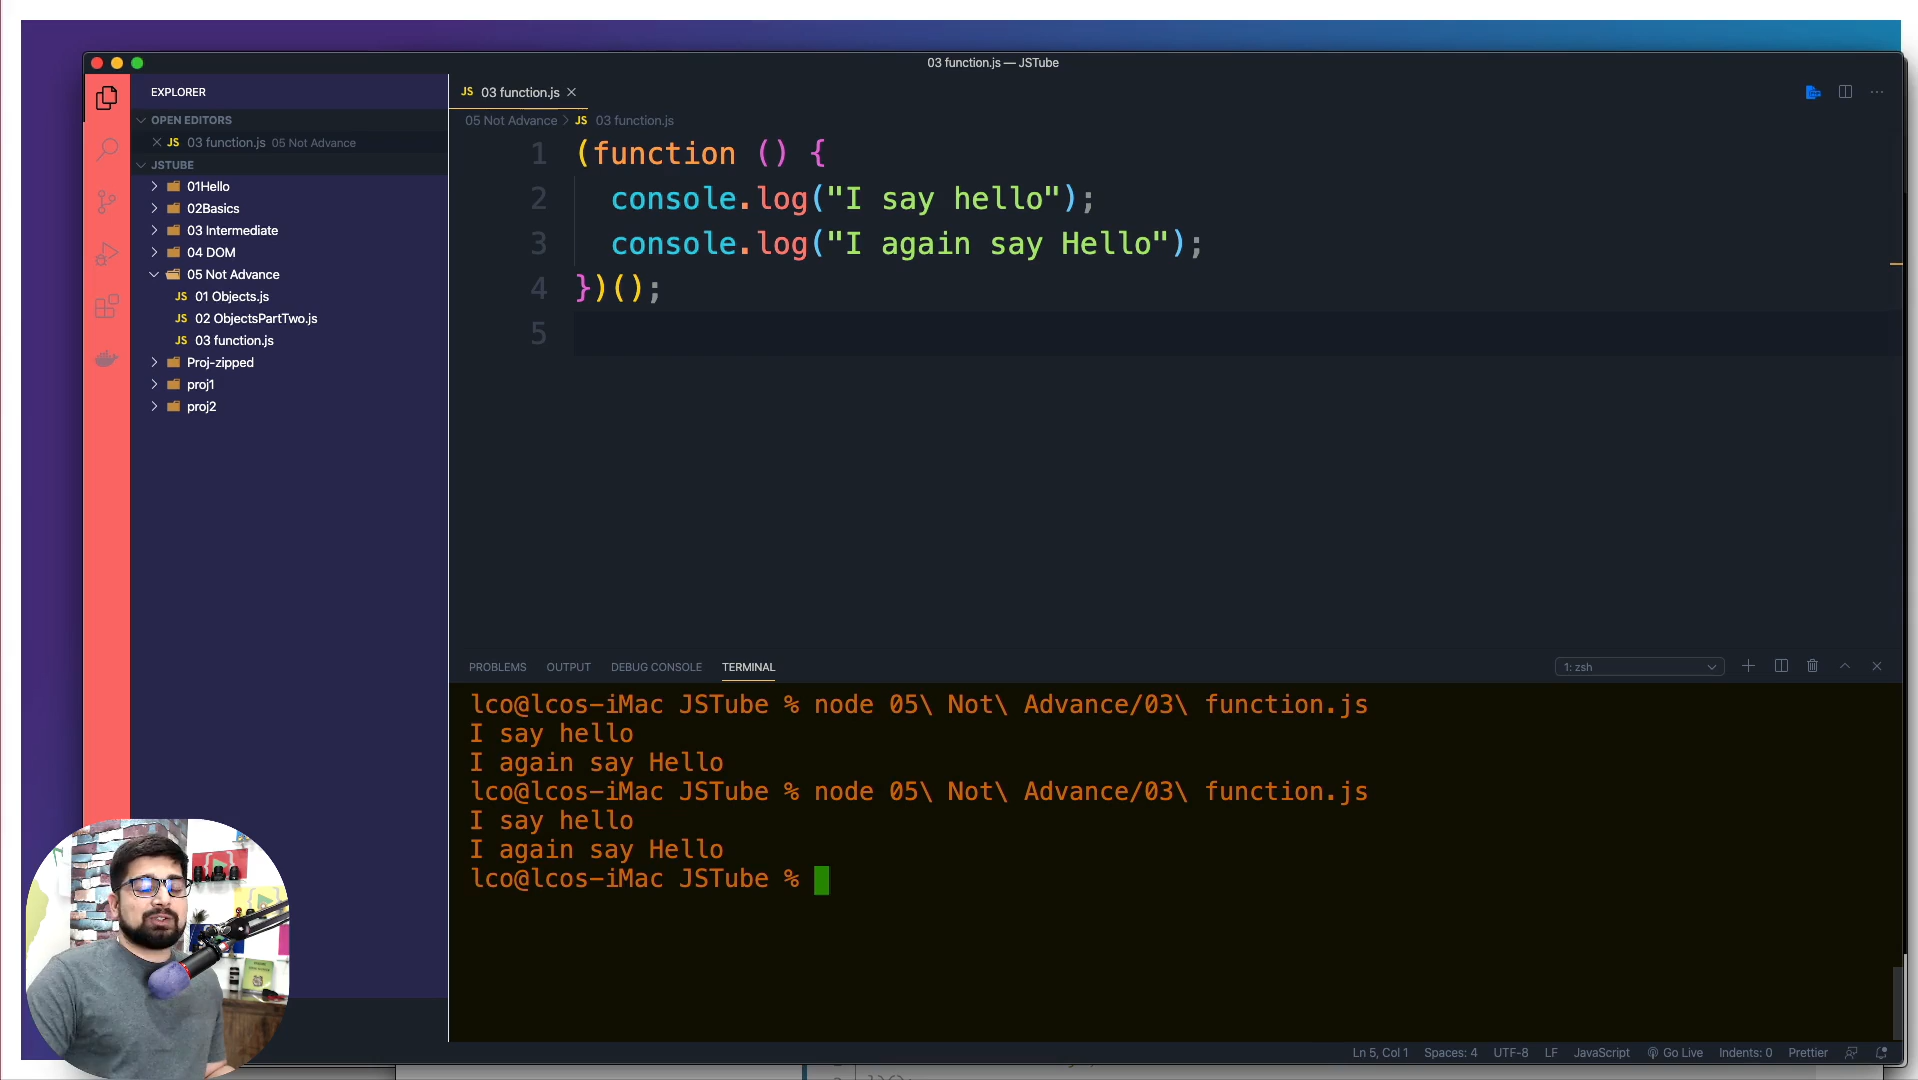 03 function.js — JSTube
EXPLORER
OPEN EDITORS
JS 03 function.js 05 Not Advance
JSTUBE
01Hello
02Basics
03 Intermediate
04 DOM
05 Not Advance
JS 01 Objects.js
JS 02 ObjectsPartTwo.js
JS 03 function.js
Proj-zipped
proj1
proj2
JS 03 function.js
05 Not Advance > JS 03 function.js
1 (function () {
2 console.log("I say hello");
3 console.log("I again say Hello");
4 })();
5
PROBLEMS OUTPUT DEBUG CONSOLE TERMINAL 1: zsh
lco@lcos-iMac JSTube % node 05\ Not\ Advance/03\ function.js
I say hello
I again say Hello
lco@lcos-iMac JSTube % node 05\ Not\ Advance/03\ function.js
I say hello
I again say Hello
lco@lcos-iMac JSTube %
Ln 5, Col 1 Spaces: 4 UTF-8 LF JavaScript Go Live Indents: 0 Prettier